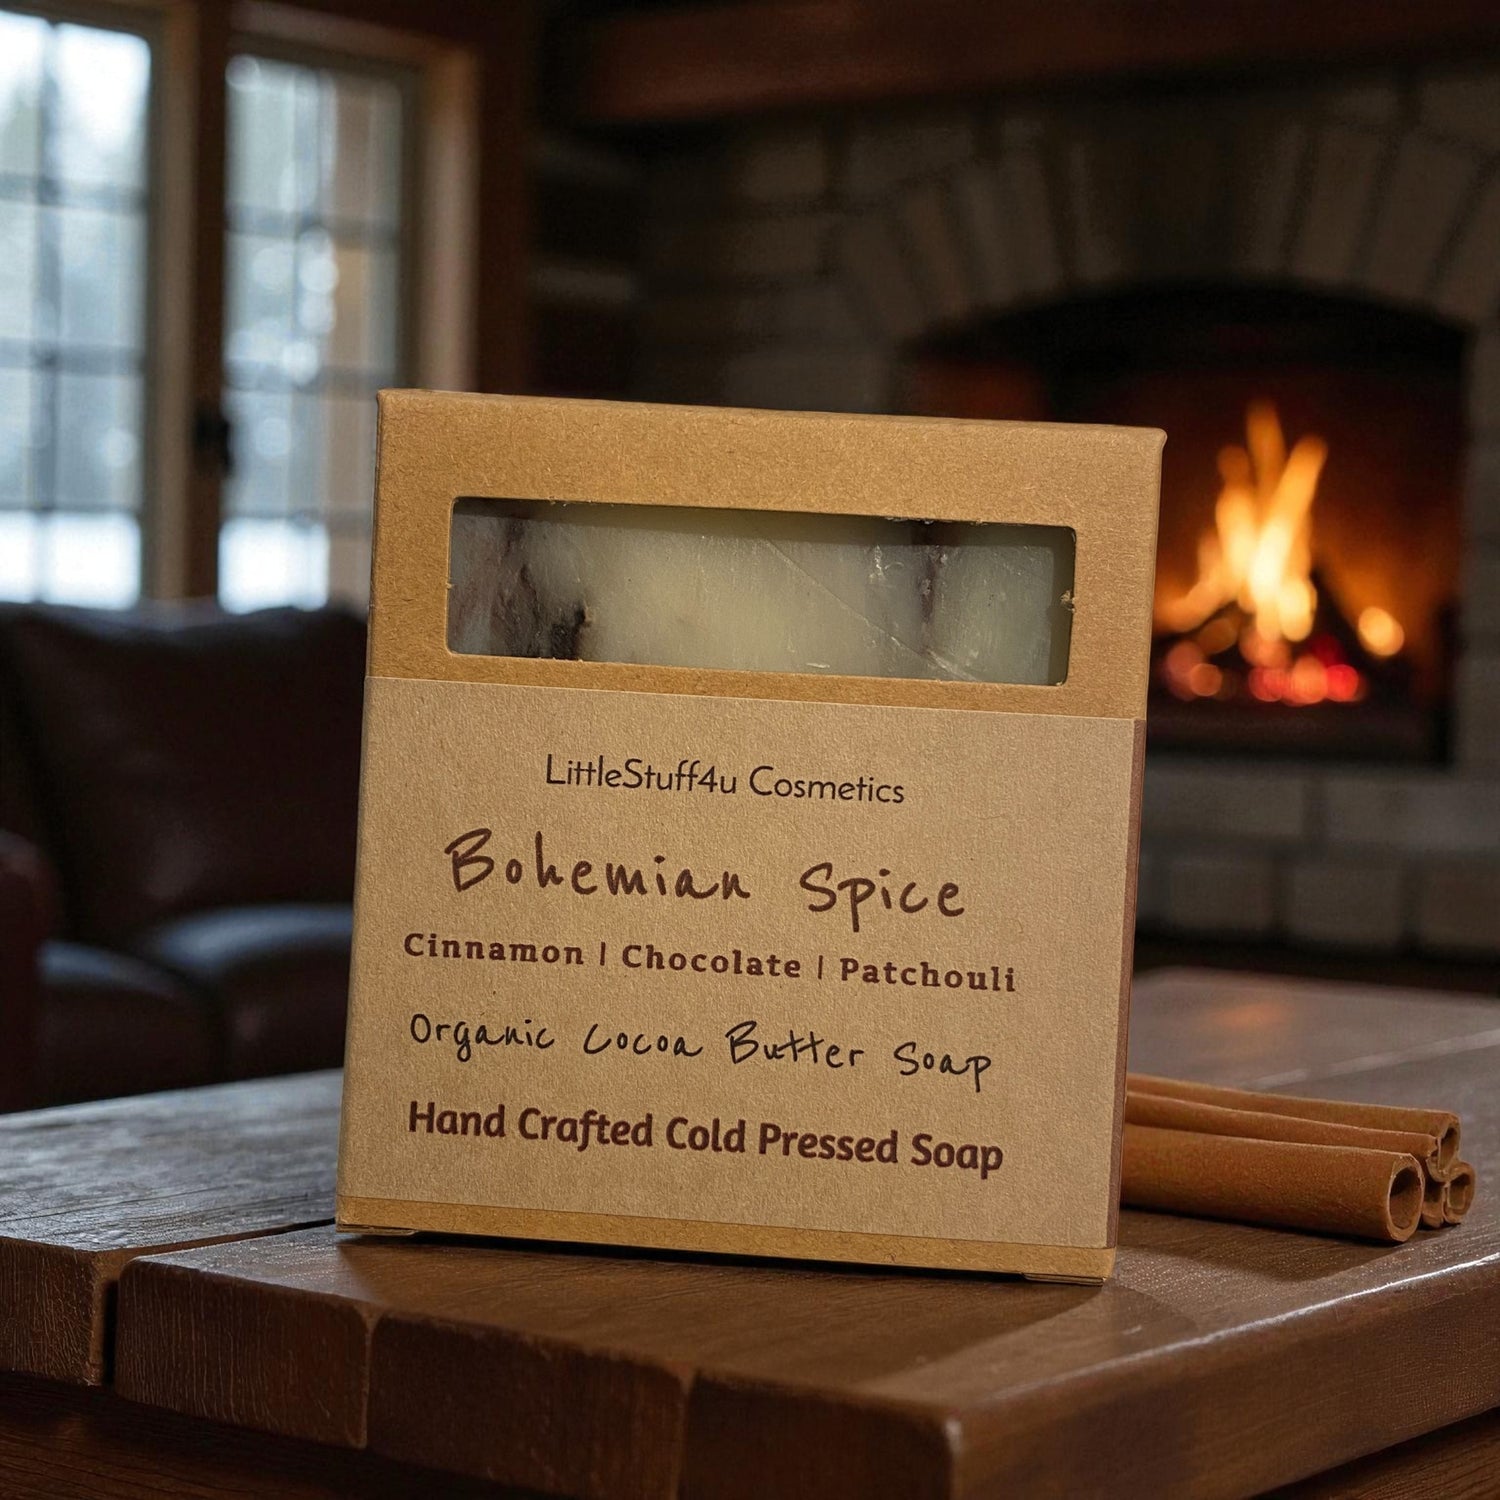 LittleStuff4u Cosmetics
Bohemian Spice
Cinnamon | Chocolate | Patchouli
Organic Cocoa Butter Soap
Hand Crafted Cold Pressed Soap